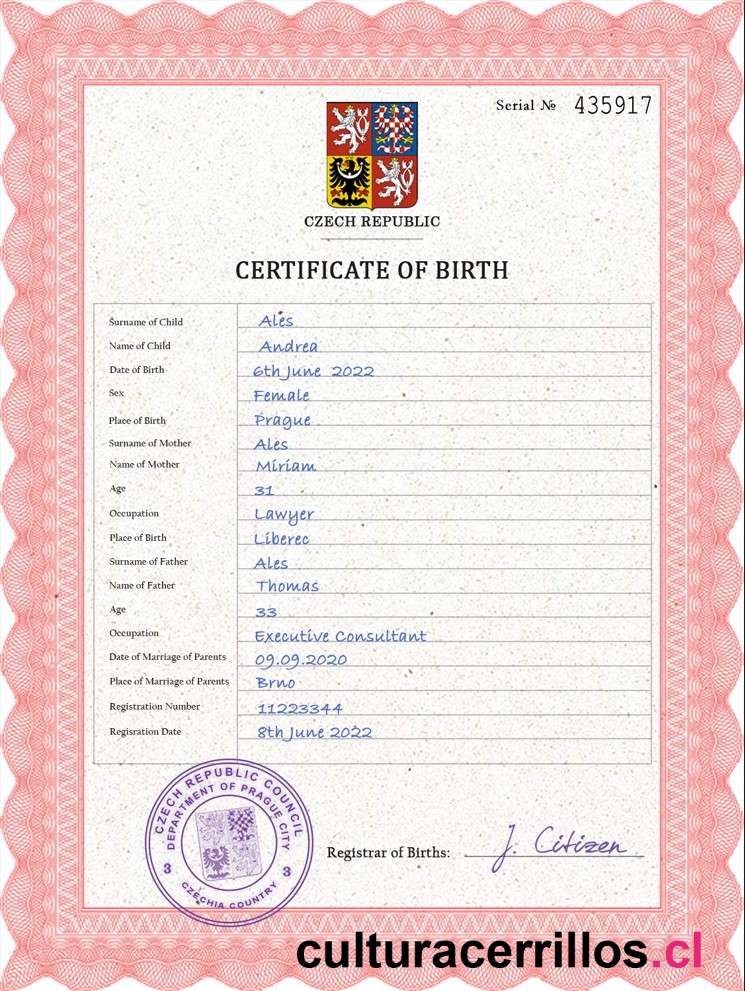 Serial № 435917
CZECH REPUBLIC
CERTIFICATE OF BIRTH
Surname of Child Ales
Name of Child Andrea
Date of Birth 6th June 2022
Sex Female
Place of Birth Prague
Surname of Mother Ales
Name of Mother Miriam
Age 31
Occupation Lawyer
Place of Birth Liberec
Surname of Father Ales
Name of Father Thomas
Age 33
Occupation Executive Consultant
Date of Marriage of Parents 09.09.2020
Place of Marriage of Parents Brno
Registration Number 11223344
Regisration Date 8th June 2022
CZECH REPUBLIC COUNCIL
DEPARTMENT OF PRAGUE CITY
3 3
CZECHIA COUNTRY
Registrar of Births: J. Citizen
culturacerrillos.cl